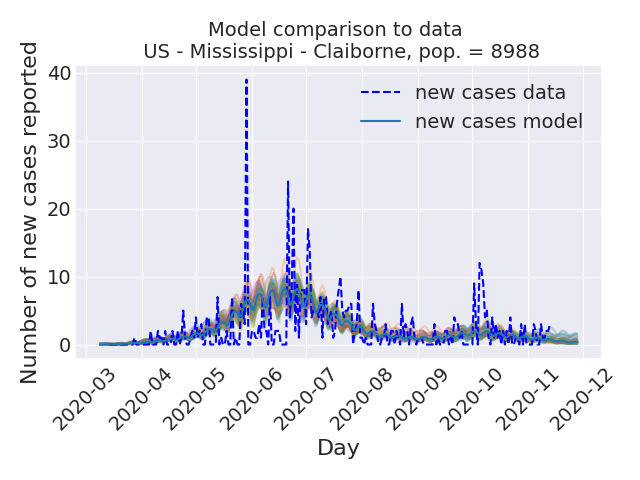 Model comparison to data
US - Mississippi - Claiborne, pop. = 8988
Number of new cases reported
40
30
20
10
0
new cases data
new cases model
2020-03
2020-04
2020-05
2020-06
2020-07
2020-08
2020-09
2020-10
2020-11
2020-12
Day